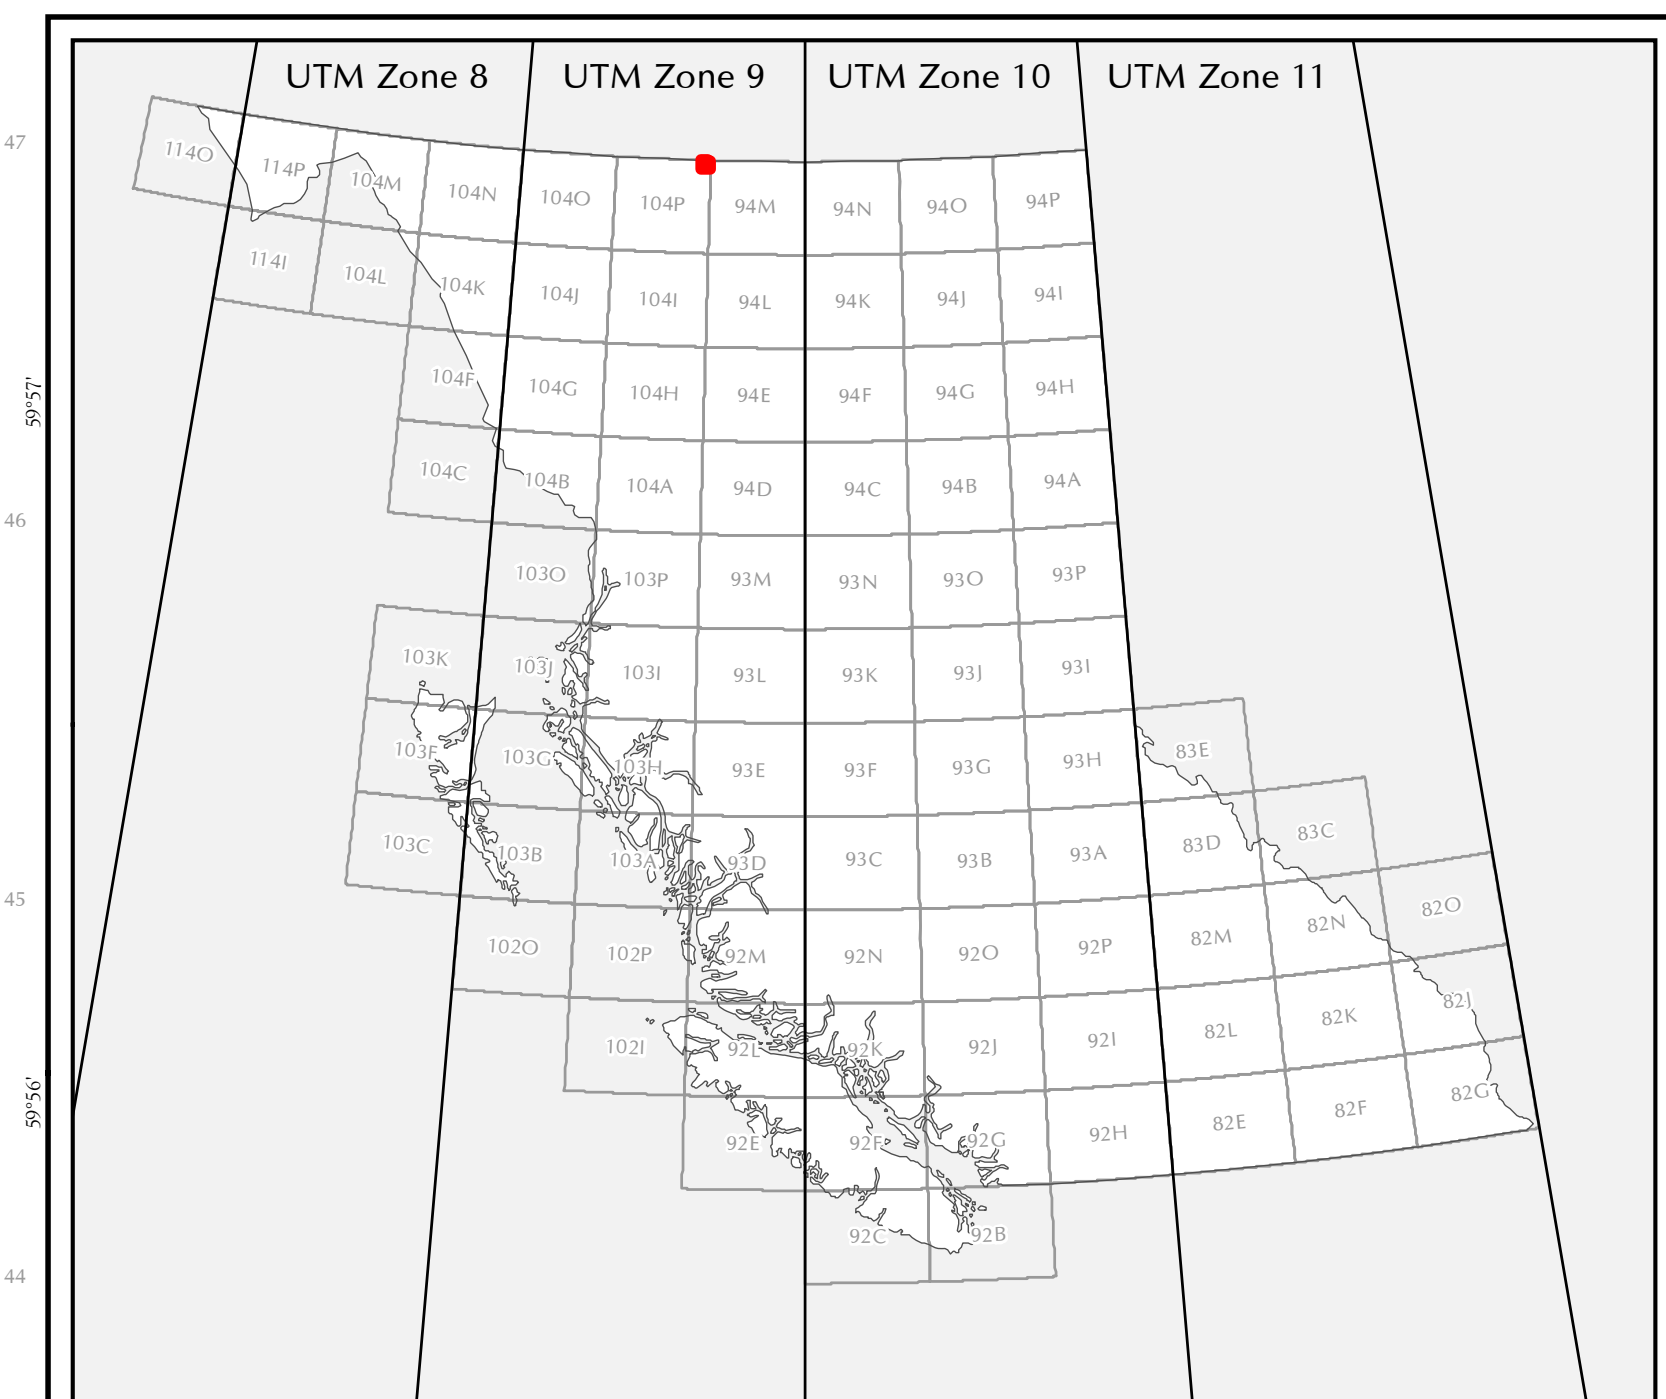 UTM Zone 8 UTM Zone 9 UTM Zone 10 UTM Zone 11
47
114O 114P 104M 104N 104O 104P 94M 94N 94O 94P
114I 104L 104K 104J 104I 94L 94K 94J 94I
59°57'
104F 104G 104H 94E 94F 94G 94H
104C 104B 104A 94D 94C 94B 94A
46
103O 103P 93M 93N 93O 93P
103K 103J 103I 93L 93K 93J 93I
103F 103G 103H 93E 93F 93G 93H 83E
103C 103B 103A 93D 93C 93B 93A 83D 83C
45
102O 102P 92M 92N 92O 92P 82M 82N 82O
102I 92L 92K 92J 92I 82L 82K 82J
59°56'
92E 92F 92G 92H 82E 82F 82G
92C 92B
44